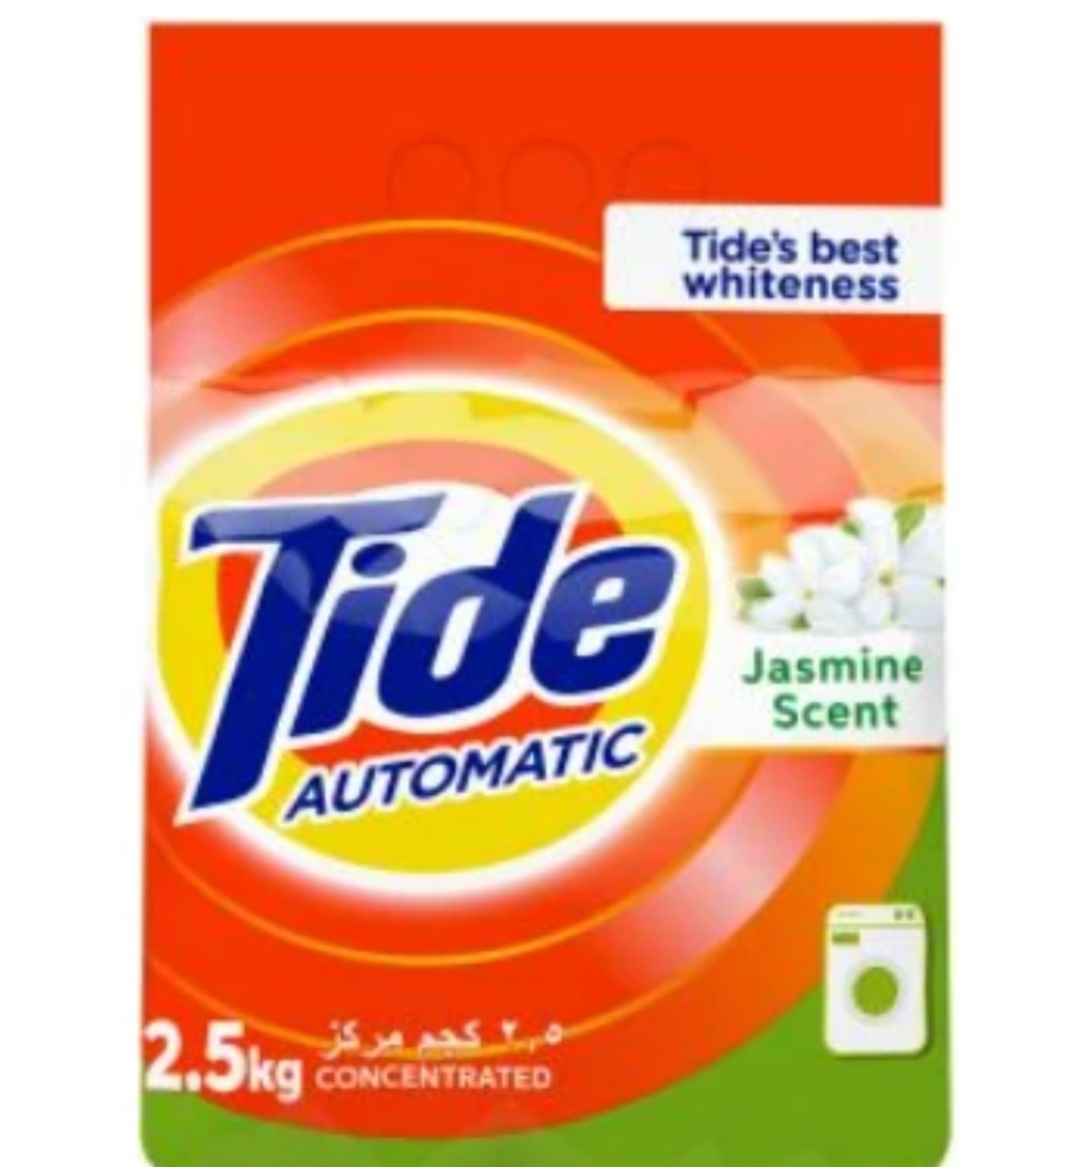 Tide's best
whiteness
Tide
AUTOMATIC
Jasmine
Scent
2.5kg
٢,٥ كجم مركز
CONCENTRATED